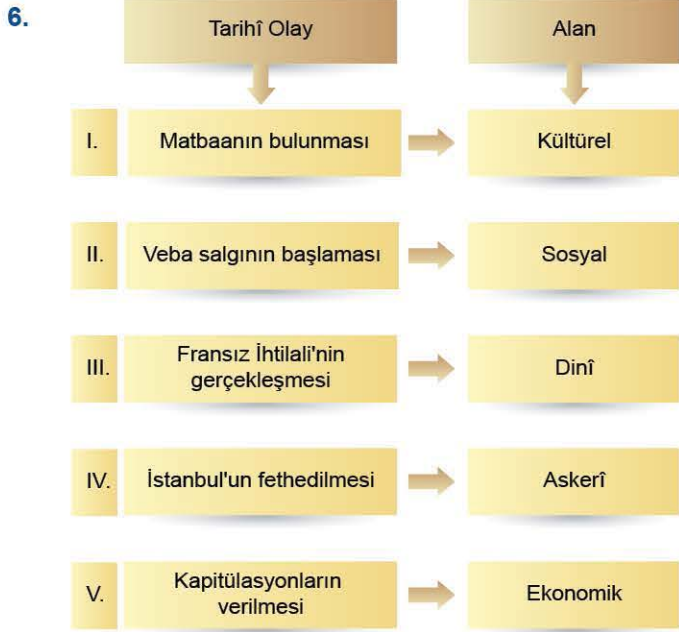 6.
Tarihî Olay
Alan
I.
Matbaanın bulunması
Kültürel
II.
Veba salgının başlaması
Sosyal
III.
Fransız İhtilali'nin
gerçekleşmesi
Dinî
IV.
İstanbul'un fethedilmesi
Askerî
V.
Kapitülasyonların
verilmesi
Ekonomik